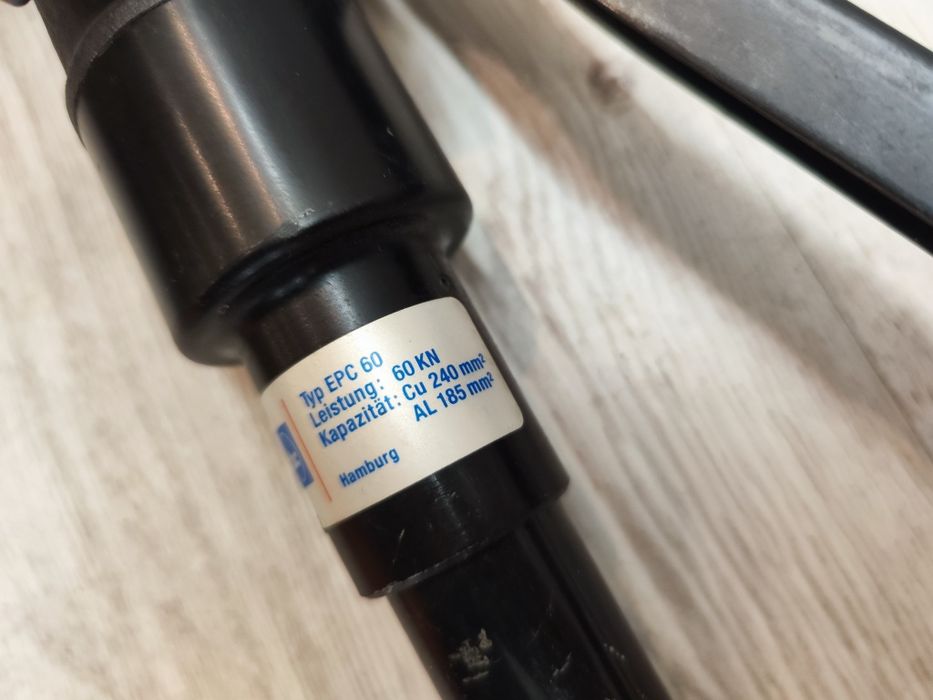 Typ EPC 60
Leistung: 60 KN
Kapazität: Cu 240 mm²
AL 185 mm²
Hamburg